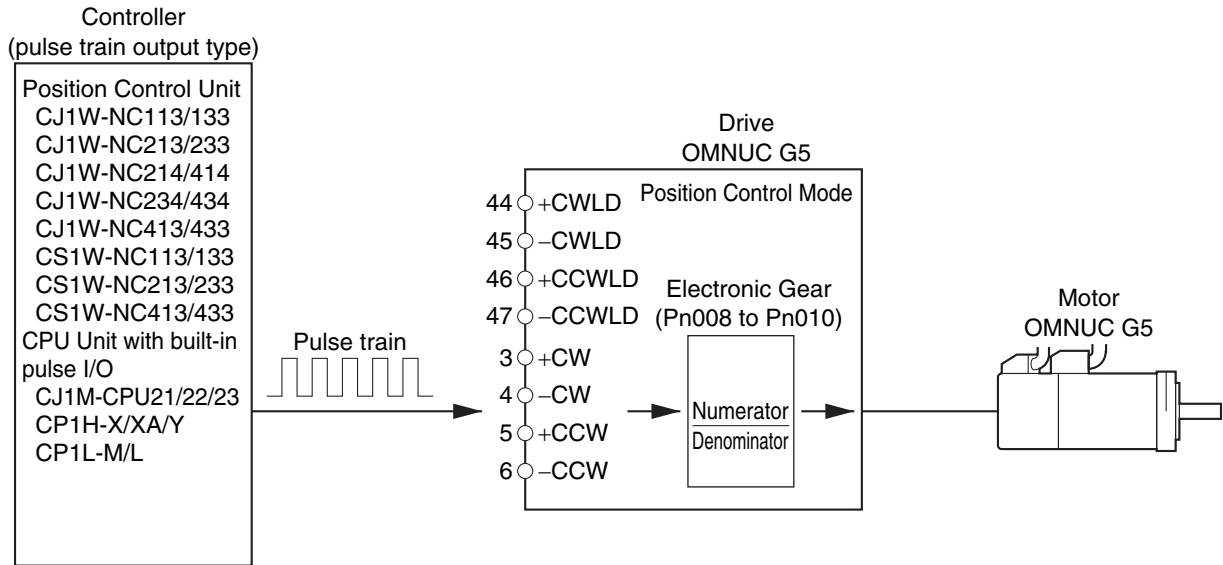 Controller
(pulse train output type)
Position Control Unit
CJ1W-NC113/133
CJ1W-NC213/233
CJ1W-NC214/414
CJ1W-NC234/434
CJ1W-NC413/433
CS1W-NC113/133
CS1W-NC213/233
CS1W-NC413/433
CPU Unit with built-in
pulse I/O
CJ1M-CPU21/22/23
CP1H-X/XA/Y
CP1L-M/L
Pulse train
Drive
OMNUC G5
Position Control Mode
44 +CWLD
45 −CWLD
46 +CCWLD
47 −CCWLD
3 +CW
4 −CW
5 +CCW
6 −CCW
Electronic Gear
(Pn008 to Pn010)
Numerator
Denominator
Motor
OMNUC G5